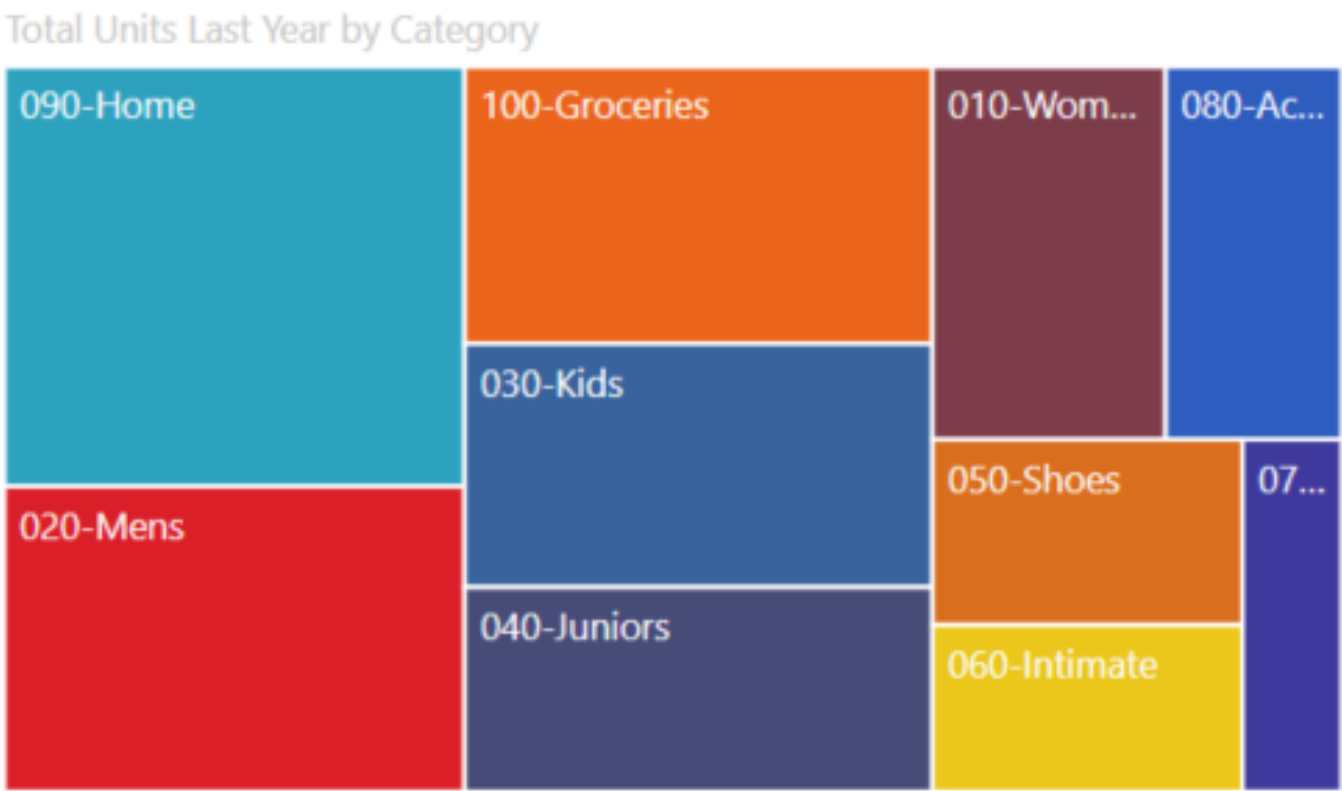 Total Units Last Year by Category
090-Home
100-Groceries
010-Wom...
080-Ac...
030-Kids
050-Shoes
07...
020-Mens
040-Juniors
060-Intimate